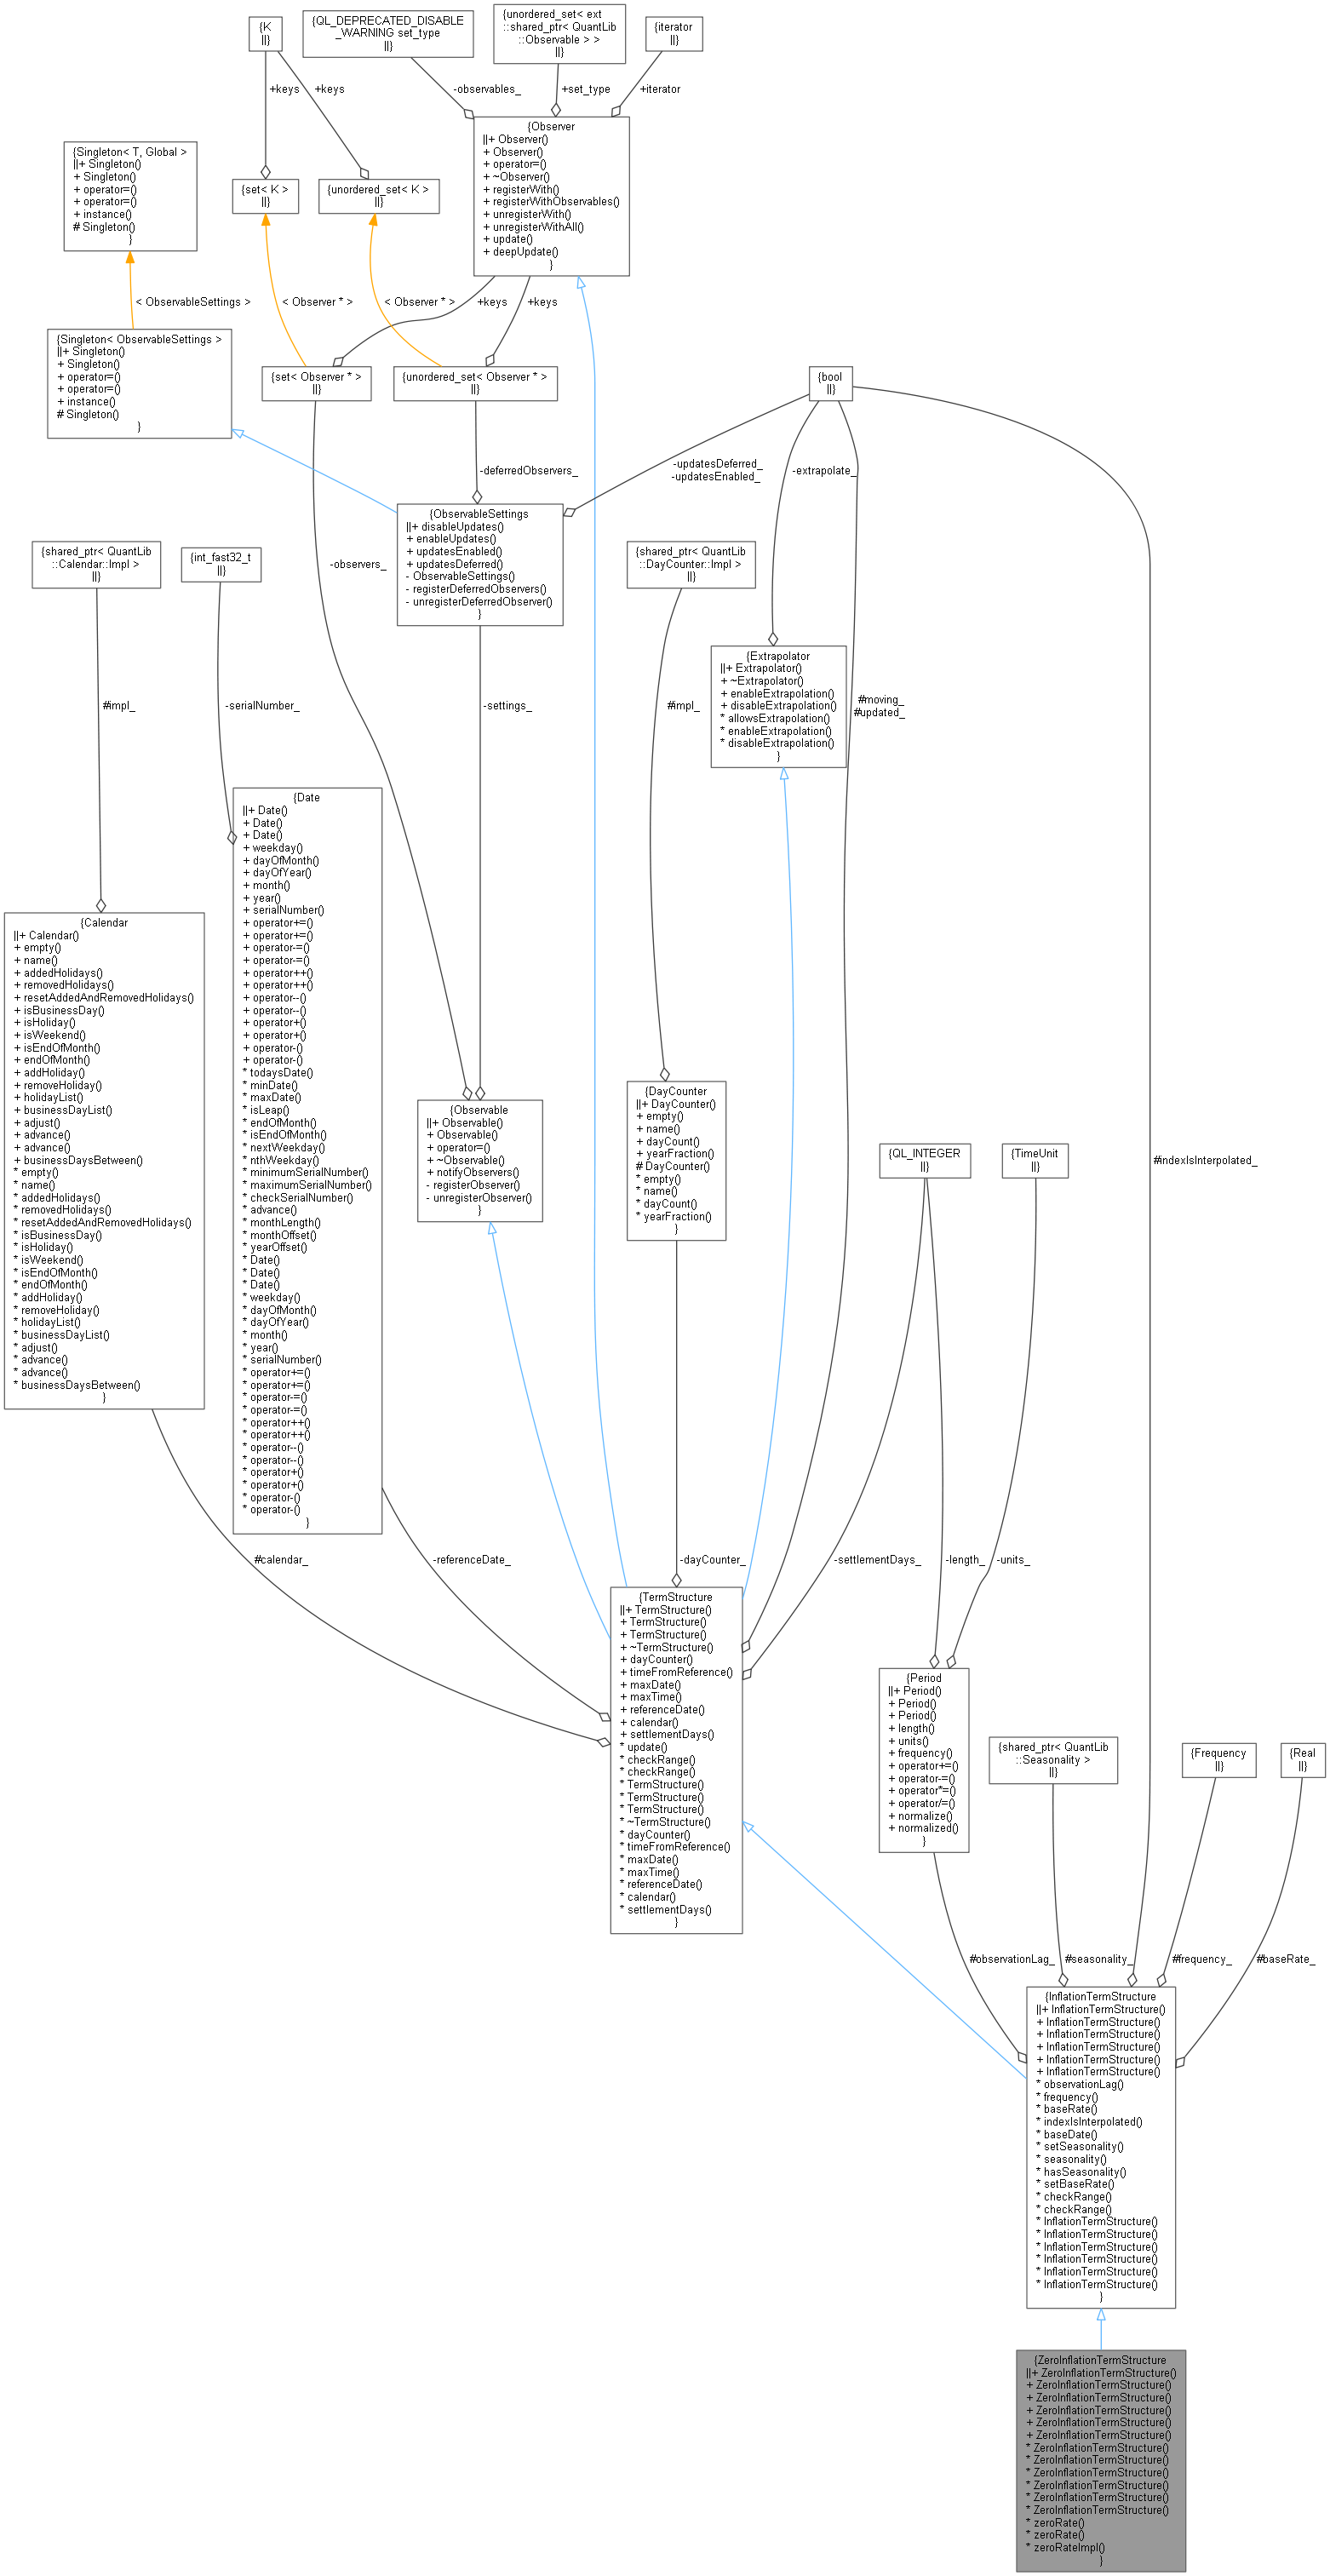 {K
||}
{QL_DEPRECATED_DISABLE
_WARNING set_type
||}
{unordered_set< ext
::shared_ptr< QuantLib
::Observable > >
||}
{iterator
||}
+keys
+keys
-observables_
+set_type
+iterator
{Singleton< T, Global >
||+ Singleton()
+ Singleton()
+ operator=()
+ operator=()
+ instance()
# Singleton()
}
{set< K >
||}
{unordered_set< K >
||}
{Observer
||+ Observer()
+ Observer()
+ operator=()
+ ~Observer()
+ registerWith()
+ registerWithObservables()
+ unregisterWith()
+ unregisterWithAll()
+ update()
+ deepUpdate()
}
< ObservableSettings >
< Observer * >
< Observer * >
+keys
+keys
{Singleton< ObservableSettings >
||+ Singleton()
+ Singleton()
+ operator=()
+ operator=()
+ instance()
# Singleton()
}
{set< Observer * >
||}
{unordered_set< Observer * >
||}
{bool
||}
-deferredObservers_
-updatesDeferred_
-updatesEnabled_
-extrapolate_
{ObservableSettings
||+ disableUpdates()
+ enableUpdates()
+ updatesEnabled()
+ updatesDeferred()
- ObservableSettings()
- registerDeferredObservers()
- unregisterDeferredObserver()
}
{shared_ptr< QuantLib
::Calendar::Impl >
||}
{int_fast32_t
||}
-observers_
{shared_ptr< QuantLib
::DayCounter::Impl >
||}
{Extrapolator
||+ Extrapolator()
+ ~Extrapolator()
+ enableExtrapolation()
+ disableExtrapolation()
* allowsExtrapolation()
* enableExtrapolation()
* disableExtrapolation()
}
#impl_
-serialNumber_
-settings_
#impl_
#moving_
#updated_
{Date
||+ Date()
+ Date()
+ Date()
+ weekday()
+ dayOfMonth()
+ dayOfYear()
+ month()
+ year()
+ serialNumber()
+ operator+=()
+ operator+=()
+ operator-=()
+ operator-=()
+ operator++()
+ operator++()
+ operator--()
+ operator--()
+ operator+()
+ operator+()
+ operator-()
+ operator-()
* todaysDate()
* minDate()
* maxDate()
* isLeap()
* endOfMonth()
* isEndOfMonth()
* nextWeekday()
* nthWeekday()
* minimumSerialNumber()
* maximumSerialNumber()
* checkSerialNumber()
* advance()
* monthLength()
* monthOffset()
* yearOffset()
* Date()
* Date()
* Date()
* weekday()
* dayOfMonth()
* dayOfYear()
* month()
* year()
* serialNumber()
* operator+=()
* operator+=()
* operator-=()
* operator-=()
* operator++()
* operator++()
* operator--()
* operator--()
* operator+()
* operator+()
* operator-()
* operator-()
}
{Calendar
||+ Calendar()
+ empty()
+ name()
+ addedHolidays()
+ removedHolidays()
+ resetAddedAndRemovedHolidays()
+ isBusinessDay()
+ isHoliday()
+ isWeekend()
+ isEndOfMonth()
+ endOfMonth()
+ addHoliday()
+ removeHoliday()
+ holidayList()
+ businessDayList()
+ adjust()
+ advance()
+ advance()
+ businessDaysBetween()
* empty()
* name()
* addedHolidays()
* removedHolidays()
* resetAddedAndRemovedHolidays()
* isBusinessDay()
* isHoliday()
* isWeekend()
* isEndOfMonth()
* endOfMonth()
* addHoliday()
* removeHoliday()
* holidayList()
* businessDayList()
* adjust()
* advance()
* advance()
* businessDaysBetween()
}
{Observable
||+ Observable()
+ Observable()
+ operator=()
+ ~Observable()
+ notifyObservers()
- registerObserver()
- unregisterObserver()
}
{DayCounter
||+ DayCounter()
+ empty()
+ name()
+ dayCount()
+ yearFraction()
# DayCounter()
* empty()
* name()
* dayCount()
* yearFraction()
}
{QL_INTEGER
||}
{TimeUnit
||}
#indexIsInterpolated_
#calendar_
-referenceDate_
-dayCounter_
-settlementDays_
-length_
-units_
{TermStructure
||+ TermStructure()
+ TermStructure()
+ TermStructure()
+ ~TermStructure()
+ dayCounter()
+ timeFromReference()
+ maxDate()
+ maxTime()
+ referenceDate()
+ calendar()
+ settlementDays()
* update()
* checkRange()
* checkRange()
* TermStructure()
* TermStructure()
* TermStructure()
* ~TermStructure()
* dayCounter()
* timeFromReference()
* maxDate()
* maxTime()
* referenceDate()
* calendar()
* settlementDays()
}
{Period
||+ Period()
+ Period()
+ Period()
+ length()
+ units()
+ frequency()
+ operator+=()
+ operator-=()
+ operator*=()
+ operator/=()
+ normalize()
+ normalized()
}
{shared_ptr< QuantLib
::Seasonality >
||}
{Frequency
||}
{Real
||}
#observationLag_
#seasonality_
#frequency_
#baseRate_
{InflationTermStructure
||+ InflationTermStructure()
+ InflationTermStructure()
+ InflationTermStructure()
+ InflationTermStructure()
+ InflationTermStructure()
+ InflationTermStructure()
* observationLag()
* frequency()
* baseRate()
* indexIsInterpolated()
* baseDate()
* setSeasonality()
* seasonality()
* hasSeasonality()
* setBaseRate()
* checkRange()
* checkRange()
* InflationTermStructure()
* InflationTermStructure()
* InflationTermStructure()
* InflationTermStructure()
* InflationTermStructure()
* InflationTermStructure()
}
{ZeroInflationTermStructure
||+ ZeroInflationTermStructure()
+ ZeroInflationTermStructure()
+ ZeroInflationTermStructure()
+ ZeroInflationTermStructure()
+ ZeroInflationTermStructure()
+ ZeroInflationTermStructure()
* ZeroInflationTermStructure()
* ZeroInflationTermStructure()
* ZeroInflationTermStructure()
* ZeroInflationTermStructure()
* ZeroInflationTermStructure()
* ZeroInflationTermStructure()
* zeroRate()
* zeroRate()
* zeroRateImpl()
}